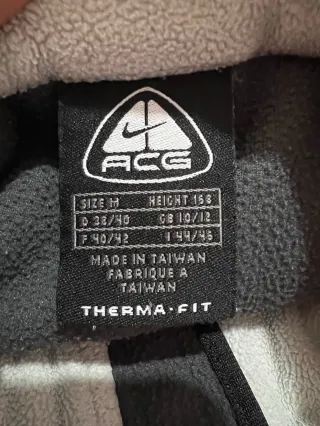 ACG
SIZE M HEIGHT 168
D 38/40 GB 10/12
F 40/42 I 44/46
MADE IN TAIWAN
FABRIQUE A
TAIWAN
THERMA·FIT